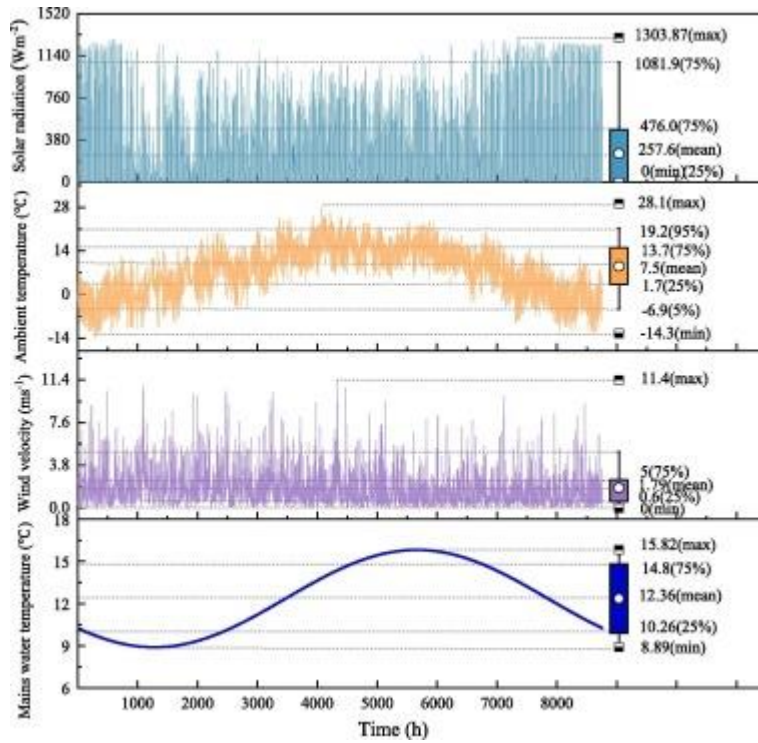 Solar radiation (Wm-2)
1520
1140
760
380
0
1303.87(max)
1081.9(75%)
476.0(75%)
257.6(mean)
0(min)(25%)
Ambient temperature (℃)
28
14
0
-14
28.1(max)
19.2(95%)
13.7(75%)
7.5(mean)
1.7(25%)
-6.9(5%)
-14.3(min)
Wind velocity (ms-1)
11.4
7.6
3.8
0.0
11.4(max)
5(75%)
1.79(mean)
0.6(25%)
0(min)
Mains water temperature (℃)
18
15
12
9
6
15.82(max)
14.8(75%)
12.36(mean)
10.26(25%)
8.89(min)
1000 2000 3000 4000 5000 6000 7000 8000
Time (h)